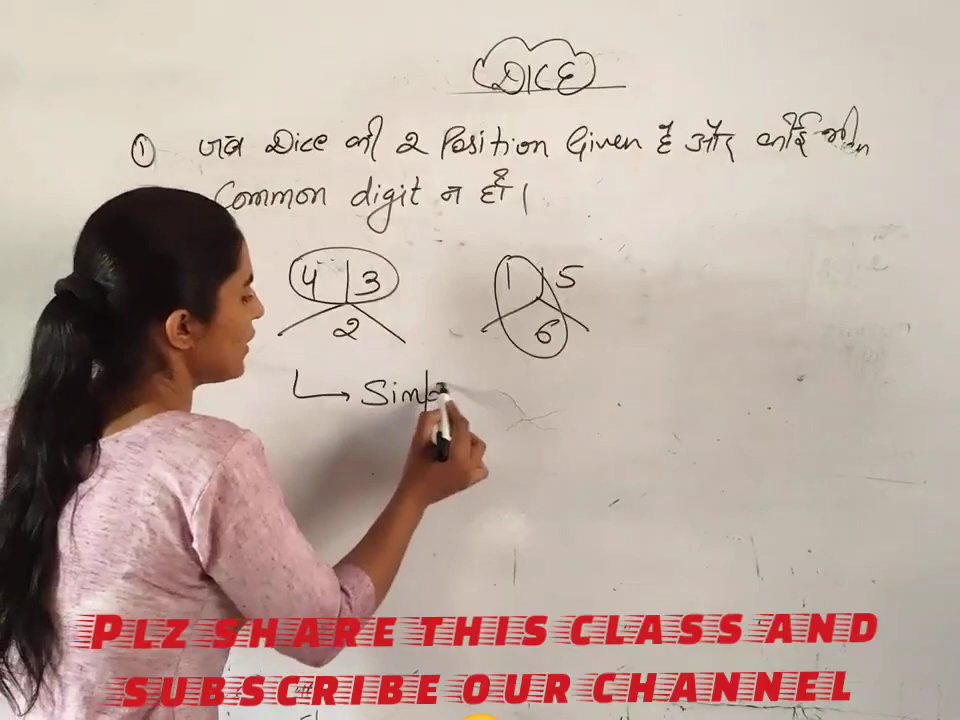 DICE
① जब Dice की 2 Position Given है और कोई भी
Common digit न हो।
4 3
2
1 5
6
Simp
PLZ SHARE THIS CLASS AND
SUBSCRIBE OUR CHANNEL